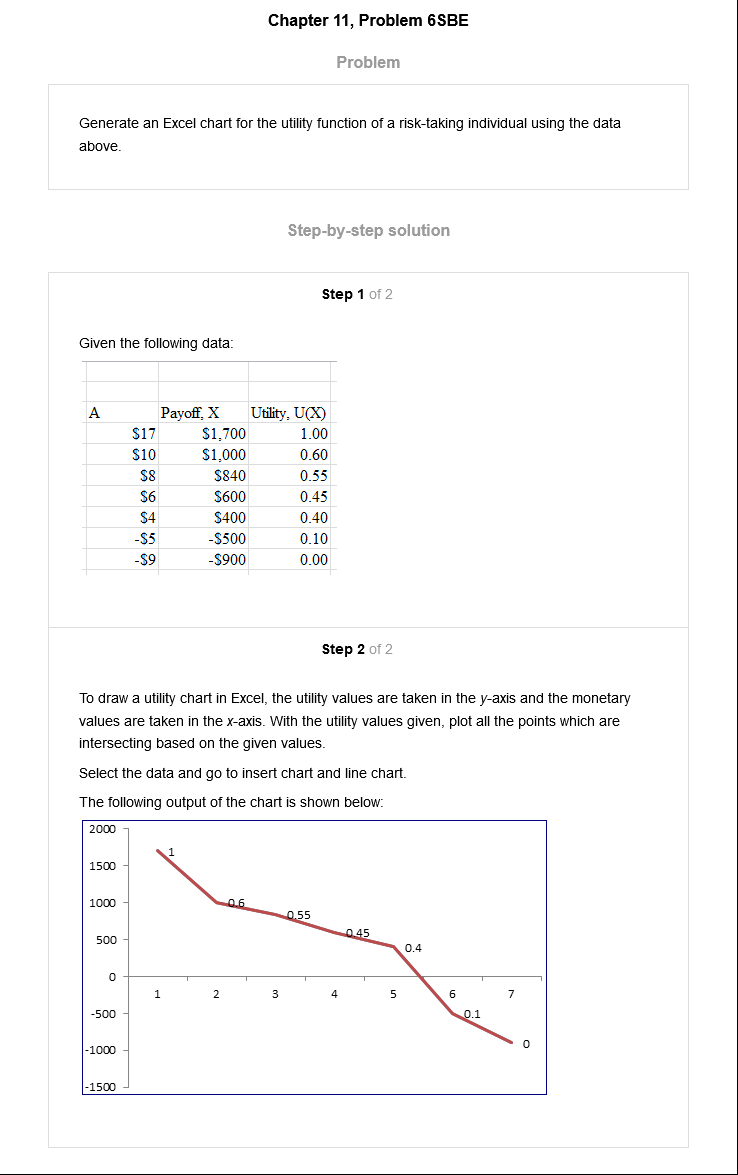 Chapter 11, Problem 6SBE
Problem
Generate an Excel chart for the utility function of a risk-taking individual using the data
above.
Step-by-step solution
Step 1 of 2
Given the following data:
A Payoff, X Utility, U(X)
$17 $1,700 1.00
$10 $1,000 0.60
$8 $840 0.55
$6 $600 0.45
$4 $400 0.40
-$5 -$500 0.10
-$9 -$900 0.00
Step 2 of 2
To draw a utility chart in Excel, the utility values are taken in the y-axis and the monetary
values are taken in the x-axis. With the utility values given, plot all the points which are
intersecting based on the given values.
Select the data and go to insert chart and line chart.
The following output of the chart is shown below:
2000
1
1500
1000
0.6
0.55
0.45
500
0.4
0
1 2 3 4 5 6 7
-500
0.1
0
-1000
-1500